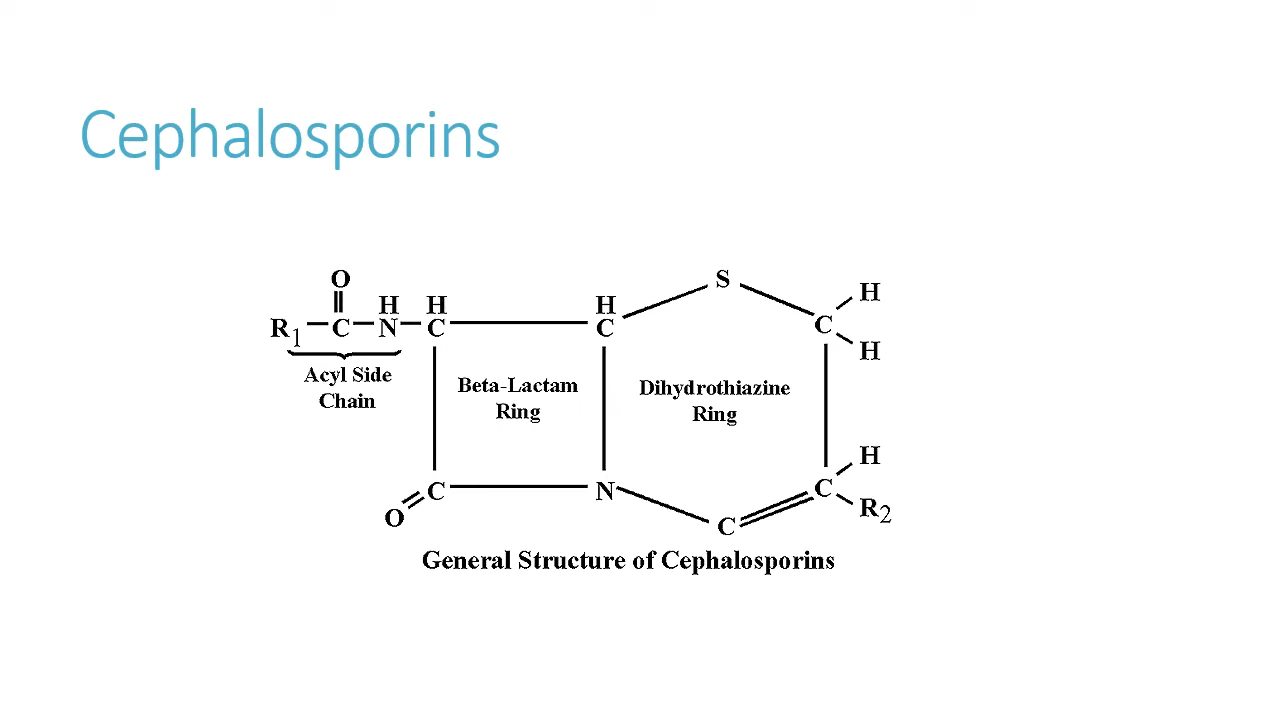 Cephalosporins
O
H H H S H
R1 C N C C C
H
Acyl Side
Chain
Beta-Lactam
Ring
Dihydrothiazine
Ring
H
C N C
R2
O C
General Structure of Cephalosporins